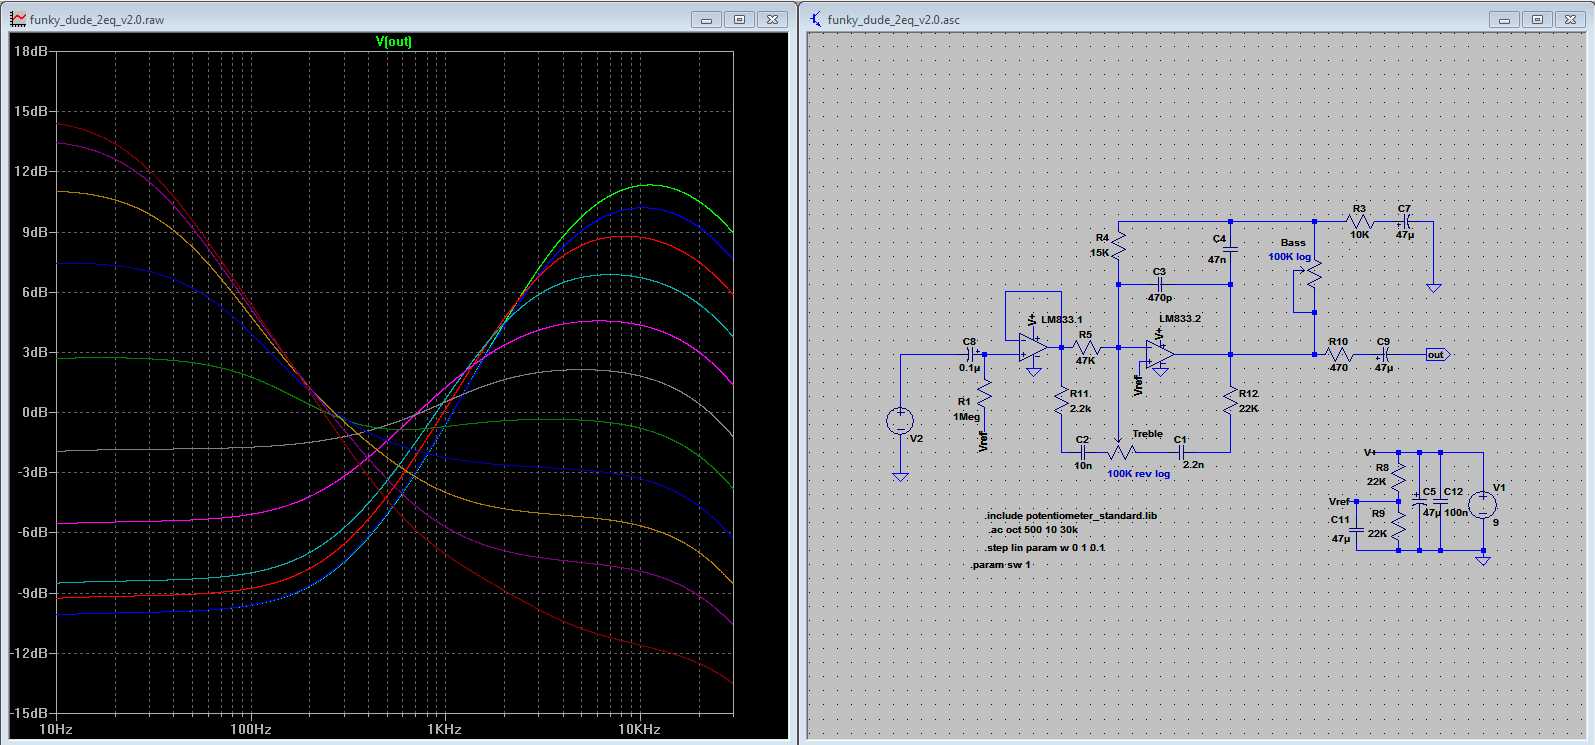 funky_dude_2eq_v2.0.raw
V(out)
18dB
15dB
12dB
9dB
6dB
3dB
0dB
-3dB
-6dB
-9dB
-12dB
-15dB
10Hz
100Hz
1KHz
10KHz
funky_dude_2eq_v2.0.asc
R3
10K
C7
47µ
R4
15K
C4
47n
Bass
100K log
C3
470p
V+
LM833.1
LM833.2
V+
C8
0.1µ
R5
47K
R10
470
C9
47µ
out
R1
1Meg
Vref
R11
2.2k
Vref
R12
22K
V2
Treble
C2
10n
C1
2.2n
100K rev log
V+
R8
22K
Vref
R9
22K
C11
47µ
C5
47µ
C12
100n
V1
9
.include potentiometer_standard.lib
.ac oct 500 10 30k
.step lin param w 0 1 0.1
.param sw 1